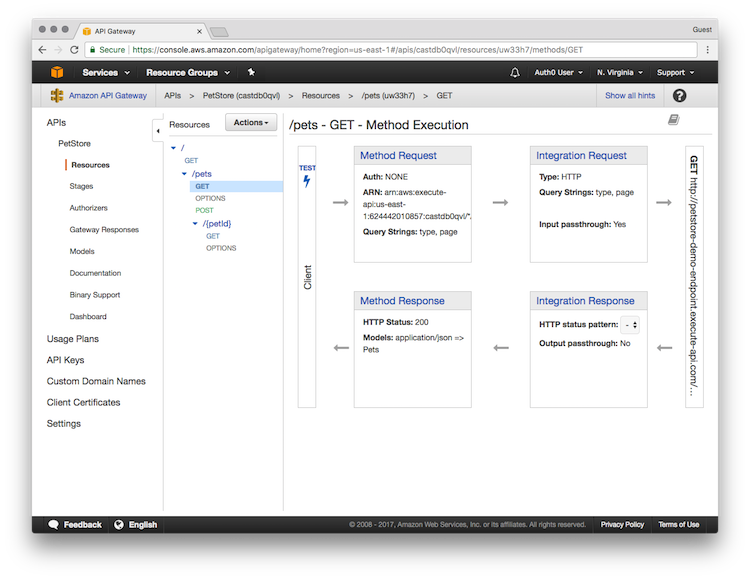 API Gateway
Guest
Secure https://console.aws.amazon.com/apigateway/home?region=us-east-1#/apis/castdb0qvl/resources/uw33h7/methods/GET
Services Resource Groups Auth0 User N. Virginia Support
Amazon API Gateway APIs > PetStore (castdb0qvl) > Resources > /pets (uw33h7) > GET Show all hints ?
APIs
PetStore
Resources
Stages
Authorizers
Gateway Responses
Models
Documentation
Binary Support
Dashboard
Usage Plans
API Keys
Custom Domain Names
Client Certificates
Settings
Resources Actions
/
GET
/pets
GET
OPTIONS
POST
/{petId}
GET
OPTIONS
/pets - GET - Method Execution
TEST
Client
Method Request
Auth: NONE
ARN: arn:aws:execute-
api:us-east-
1:624442010857:castdb0qvl/*.
Query Strings: type, page
Integration Request
Type: HTTP
Query Strings: type, page
Input passthrough: Yes
GET http://petstore-demo-endpoint.execute-api.com/...
Method Response
HTTP Status: 200
Models: application/json =>
Pets
Integration Response
HTTP status pattern: -
Output passthrough: No
Feedback English © 2008 - 2017, Amazon Web Services, Inc. or its affiliates. All rights reserved. Privacy Policy Terms of Use